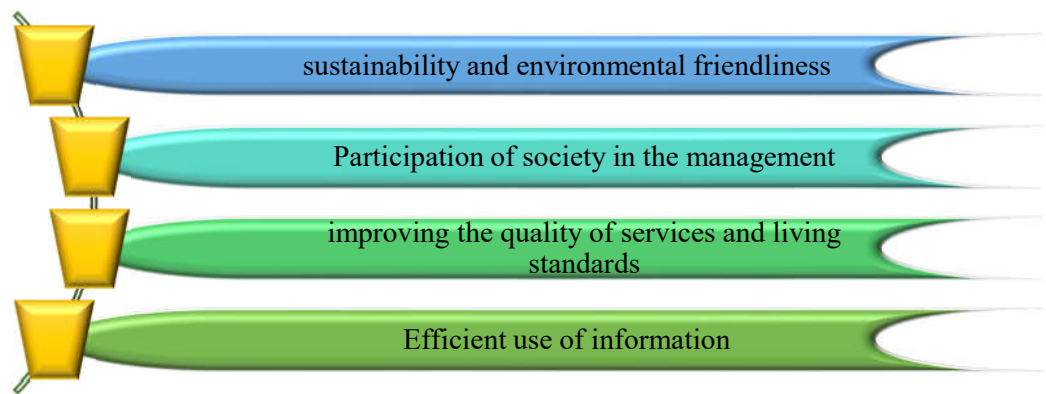 sustainability and environmental friendliness
Participation of society in the management
improving the quality of services and living
standards
Efficient use of information